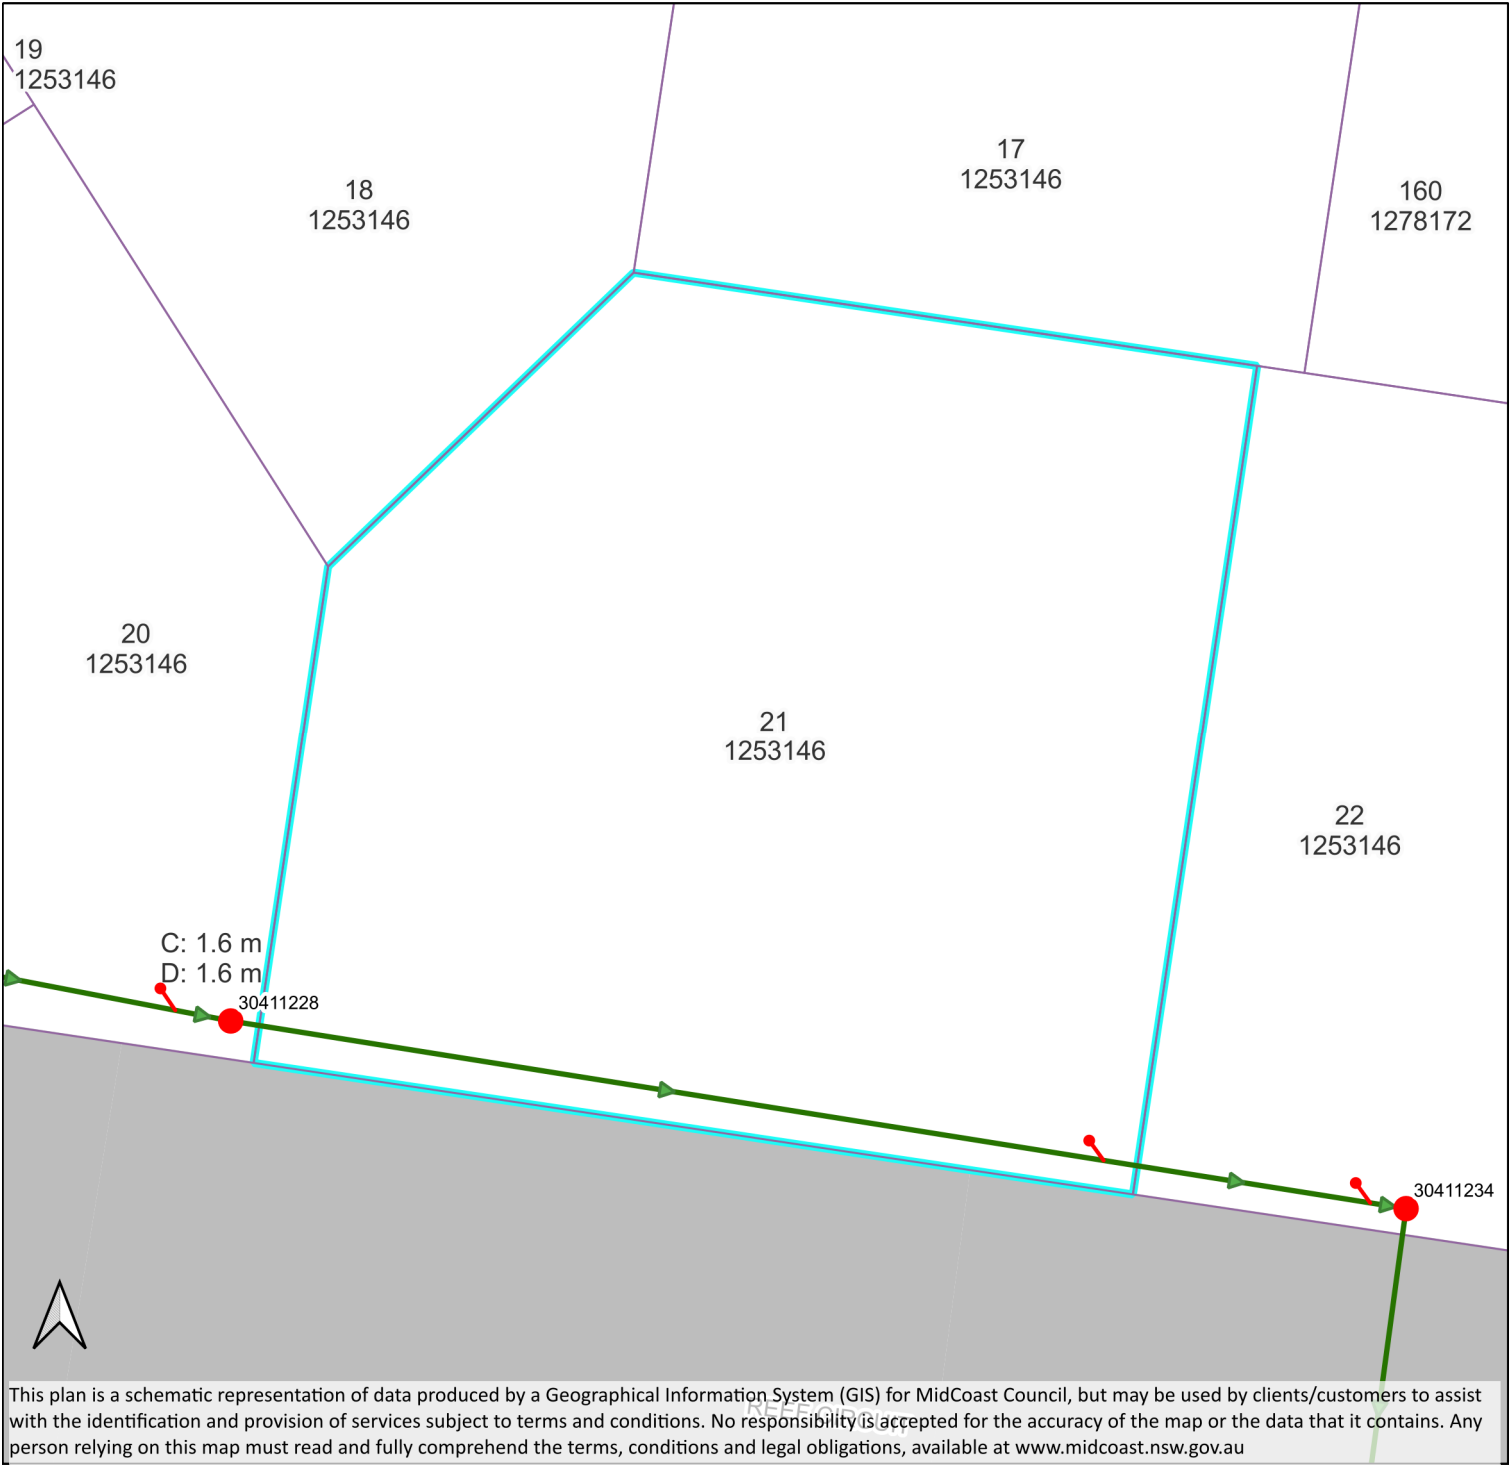 19
1253146
17
1253146
18
1253146
160
1278172
20
1253146
21
1253146
22
1253146
C: 1.6 m
D: 1.6 m
30411228
30411234
REEF CIRCUIT
This plan is a schematic representation of data produced by a Geographical Information System (GIS) for MidCoast Council, but may be used by clients/customers to assist
with the identification and provision of services subject to terms and conditions. No responsibility is accepted for the accuracy of the map or the data that it contains. Any
person relying on this map must read and fully comprehend the terms, conditions and legal obligations, available at www.midcoast.nsw.gov.au